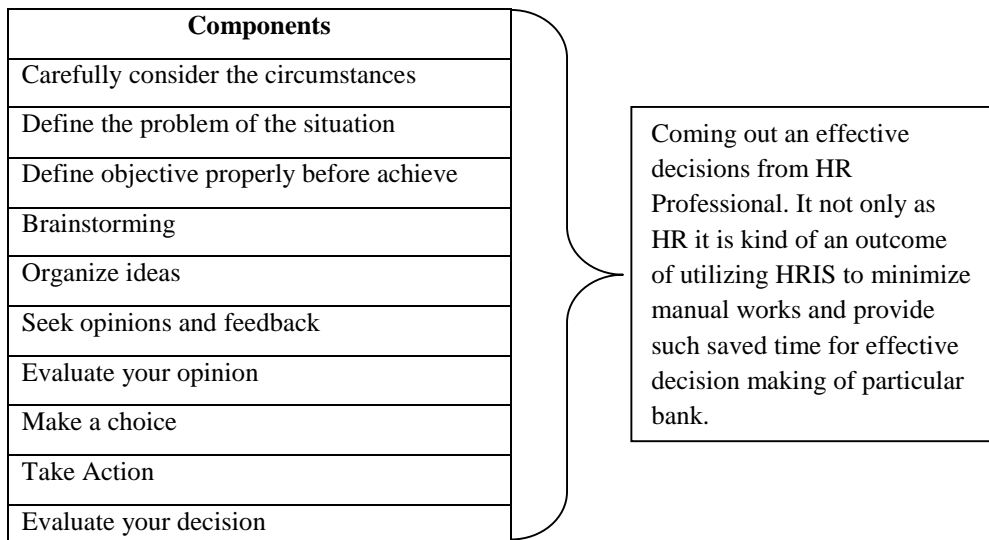 Components
Carefully consider the circumstances
Define the problem of the situation
Define objective properly before achieve
Brainstorming
Organize ideas
Seek opinions and feedback
Evaluate your opinion
Make a choice
Take Action
Evaluate your decision
Coming out an effective
decisions from HR
Professional. It not only as
HR it is kind of an outcome
of utilizing HRIS to minimize
manual works and provide
such saved time for effective
decision making of particular
bank.